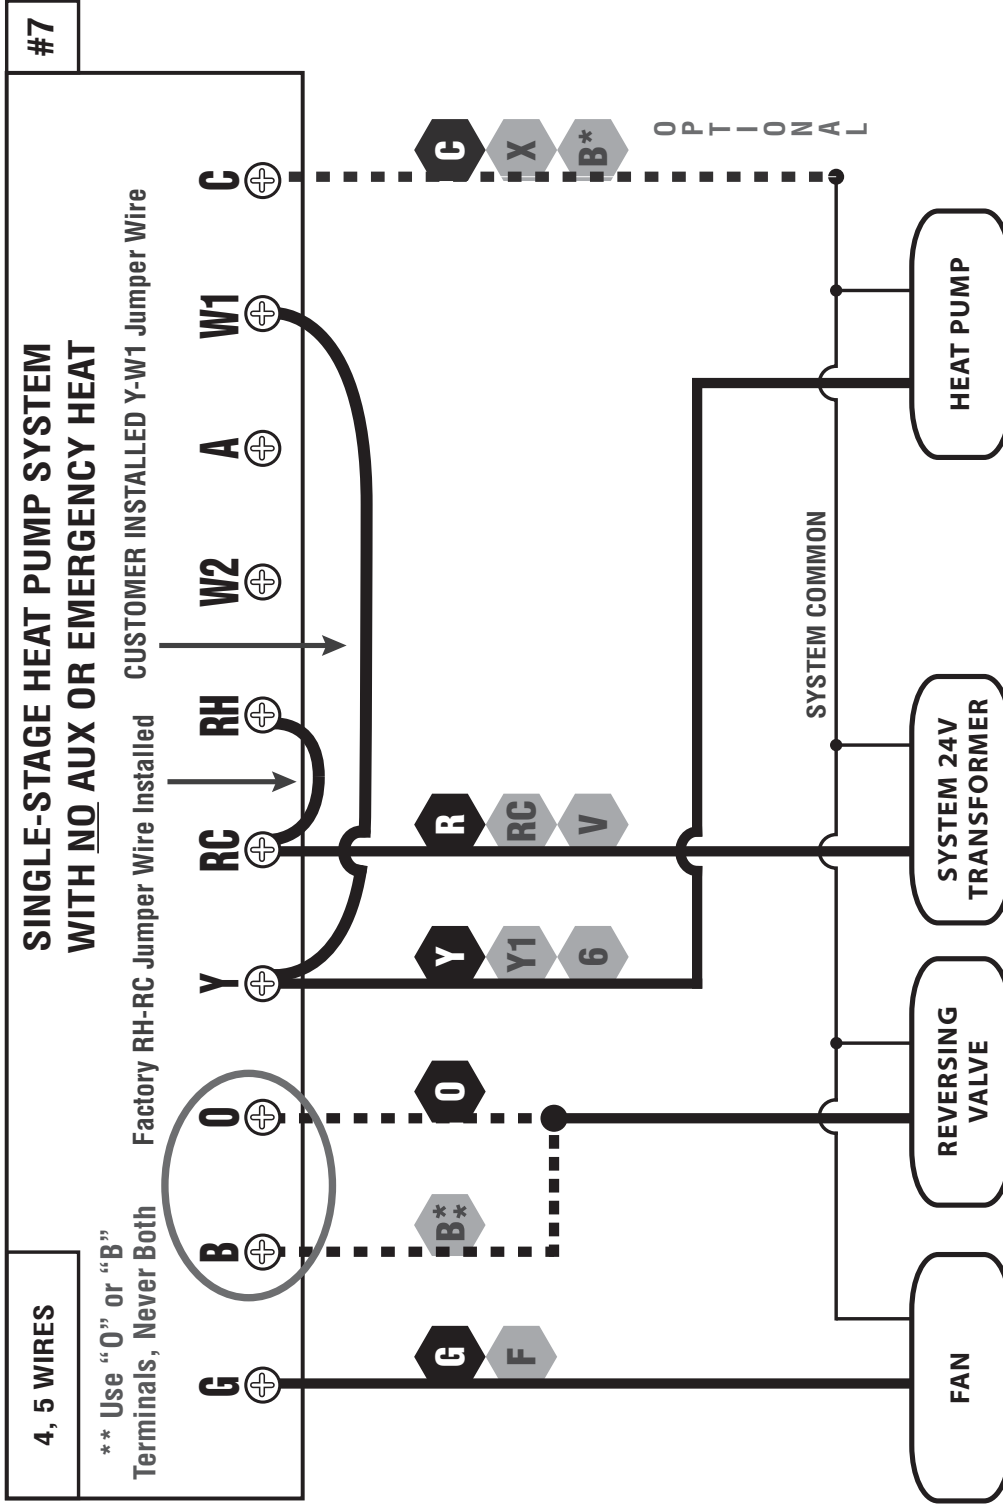 4, 5 WIRES
SINGLE-STAGE HEAT PUMP SYSTEM
WITH NO AUX OR EMERGENCY HEAT
#7
** Use “O” or “B”
Terminals, Never Both
Factory RH-RC Jumper Wire Installed
CUSTOMER INSTALLED Y-W1 Jumper Wire
G B O Y RC RH W2 A W1 C
G B* O Y R C
F Y1 RC X
6 V B*
OPTIONAL
SYSTEM COMMON
FAN
REVERSING
VALVE
SYSTEM 24V
TRANSFORMER
HEAT PUMP